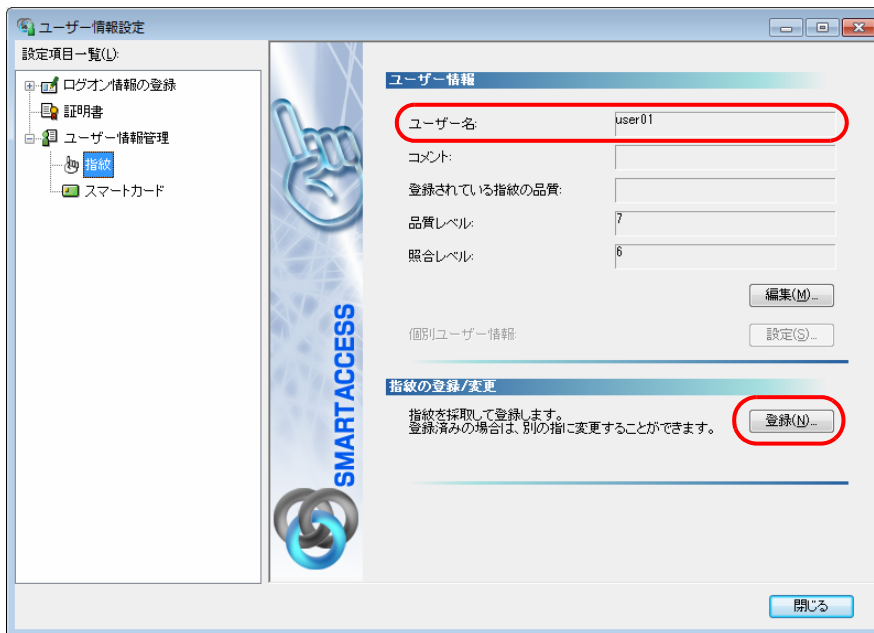 ユーザー情報設定
設定項目一覧(L):
ログオン情報の登録
証明書
ユーザー情報管理
指紋
スマートカード
SMARTACCESS
ユーザー情報
ユーザー名: user01
コメント:
登録されている指紋の品質:
品質レベル: 7
照合レベル: 6
編集(M)...
個別ユーザー情報: 設定(S)...
指紋の登録/変更
指紋を採取して登録します。
登録済みの場合は、別の指に変更することができます。
登録(N)...
閉じる